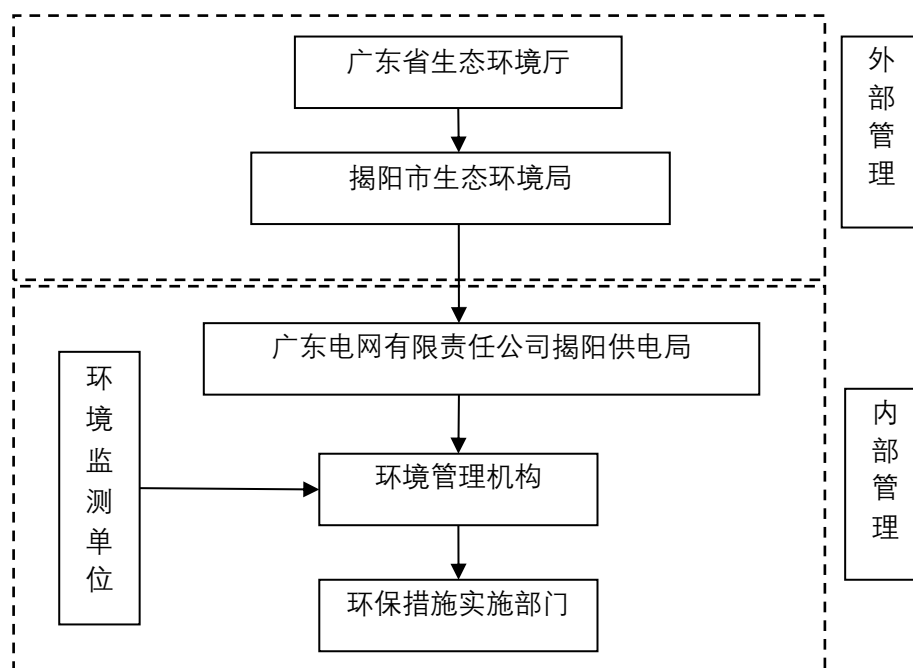 广东省生态环境厅
外部管理
揭阳市生态环境局
广东电网有限责任公司揭阳供电局
环境监测单位
内部管理
环境管理机构
环保措施实施部门